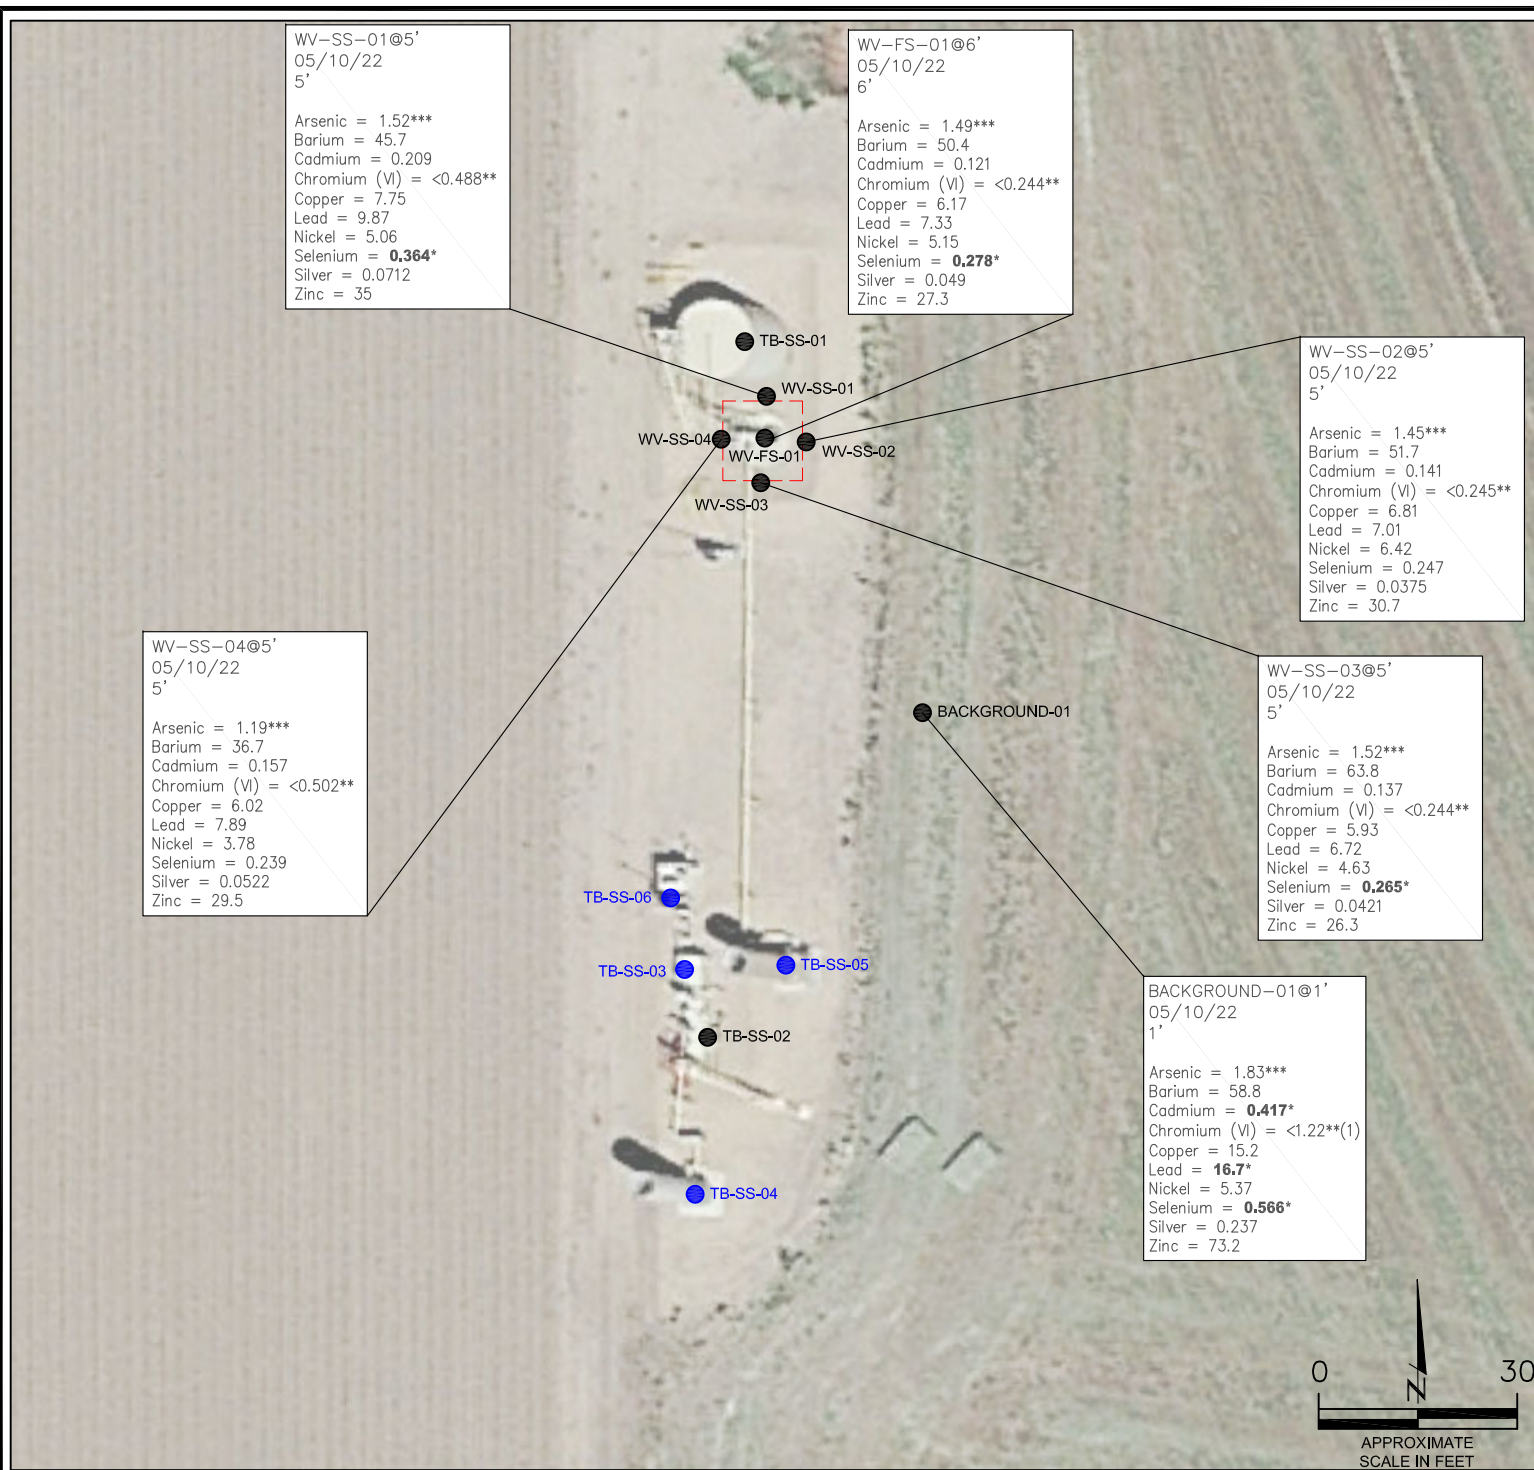 WV-SS-01@5'
05/10/22
5'
Arsenic = 1.52***
Barium = 45.7
Cadmium = 0.209
Chromium (VI) = <0.488**
Copper = 7.75
Lead = 9.87
Nickel = 5.06
Selenium = 0.364*
Silver = 0.0712
Zinc = 35
WV-FS-01@6'
05/10/22
6'
Arsenic = 1.49***
Barium = 50.4
Cadmium = 0.121
Chromium (VI) = <0.244**
Copper = 6.17
Lead = 7.33
Nickel = 5.15
Selenium = 0.278*
Silver = 0.049
Zinc = 27.3
WV-SS-02@5'
05/10/22
5'
Arsenic = 1.45***
Barium = 51.7
Cadmium = 0.141
Chromium (VI) = <0.245**
Copper = 6.81
Lead = 7.01
Nickel = 6.42
Selenium = 0.247
Silver = 0.0375
Zinc = 30.7
TB-SS-01
WV-SS-01
WV-SS-04
WV-FS-01
WV-SS-02
WV-SS-03
WV-SS-04@5'
05/10/22
5'
Arsenic = 1.19***
Barium = 36.7
Cadmium = 0.157
Chromium (VI) = <0.502**
Copper = 6.02
Lead = 7.89
Nickel = 3.78
Selenium = 0.239
Silver = 0.0522
Zinc = 29.5
WV-SS-03@5'
05/10/22
5'
Arsenic = 1.52***
Barium = 63.8
Cadmium = 0.137
Chromium (VI) = <0.244**
Copper = 5.93
Lead = 6.72
Nickel = 4.63
Selenium = 0.265*
Silver = 0.0421
Zinc = 26.3
BACKGROUND-01
TB-SS-06
TB-SS-03
TB-SS-05
TB-SS-02
TB-SS-04
BACKGROUND-01@1'
05/10/22
1'
Arsenic = 1.83***
Barium = 58.8
Cadmium = 0.417*
Chromium (VI) = <1.22**(1)
Copper = 15.2
Lead = 16.7*
Nickel = 5.37
Selenium = 0.566*
Silver = 0.237
Zinc = 73.2
N
0 30
APPROXIMATE
SCALE IN FEET